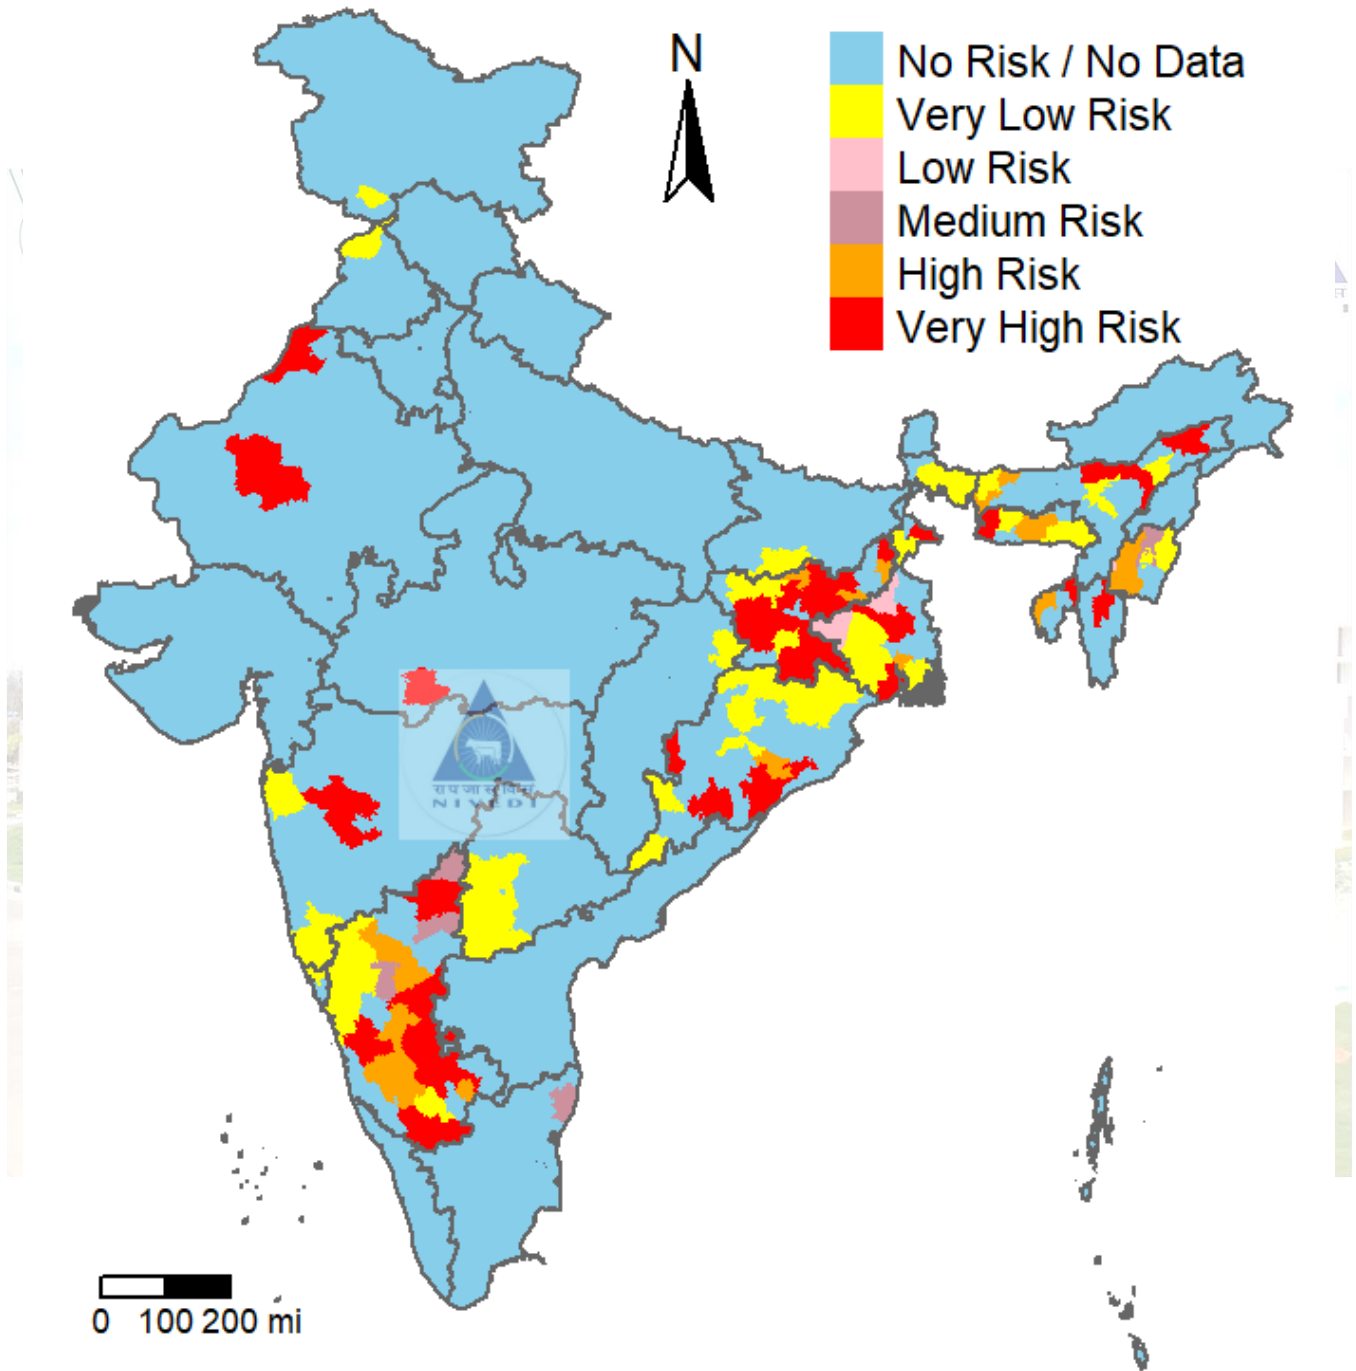 N
No Risk / No Data
Very Low Risk
Low Risk
Medium Risk
High Risk
Very High Risk
NIVEDI
0 100 200 mi